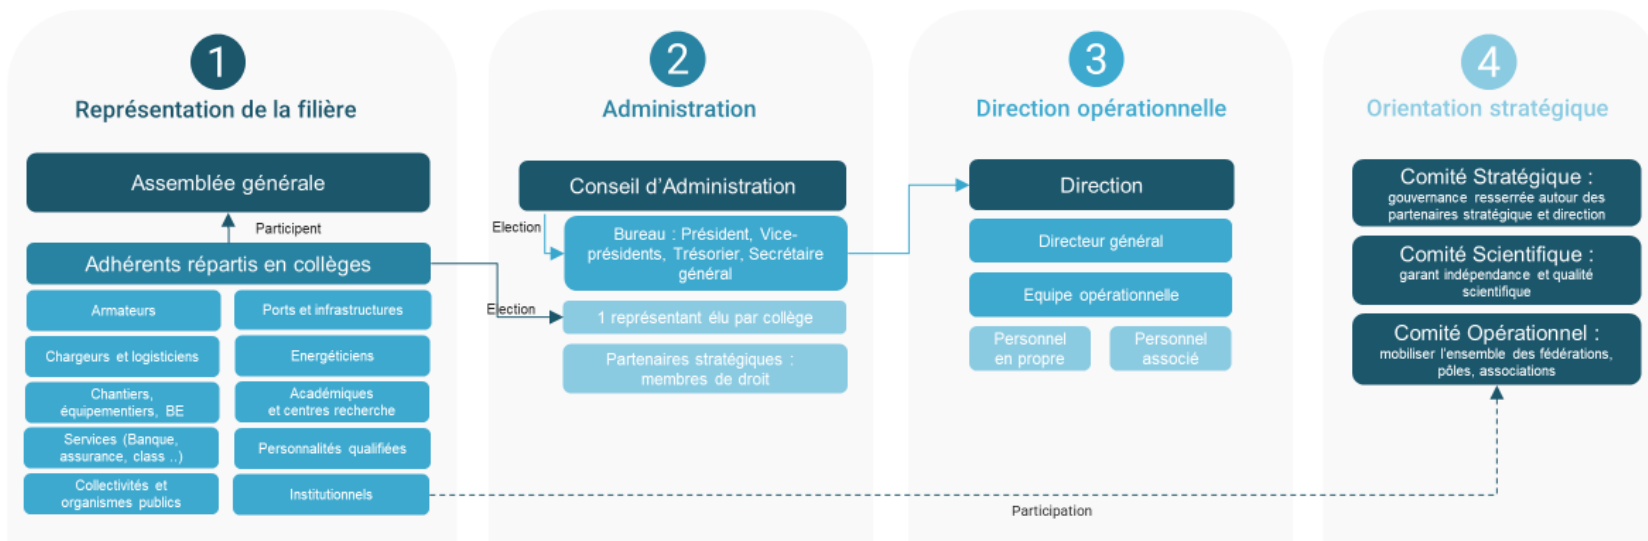 1
Représentation de la filière
Assemblée générale
Participent
Adhérents répartis en collèges
Armateurs
Ports et infrastructures
Chargeurs et logisticiens
Energéticiens
Chantiers,
équipementiers, BE
Académiques
et centres recherche
Services (Banque,
assurance, class ..)
Personnalités qualifiées
Collectivités et
organismes publics
Institutionnels
2
Administration
Conseil d'Administration
Election
Bureau : Président, Vice-
présidents, Trésorier, Secrétaire
général
Election
1 représentant élu par collège
Partenaires stratégiques :
membres de droit
3
Direction opérationnelle
Direction
Directeur général
Equipe opérationnelle
Personnel
en propre
Personnel
associé
4
Orientation stratégique
Comité Stratégique :
gouvernance resserrée autour des
partenaires stratégique et direction
Comité Scientifique :
garant indépendance et qualité
scientifique
Comité Opérationnel :
mobiliser l'ensemble des fédérations,
pôles, associations
Participation